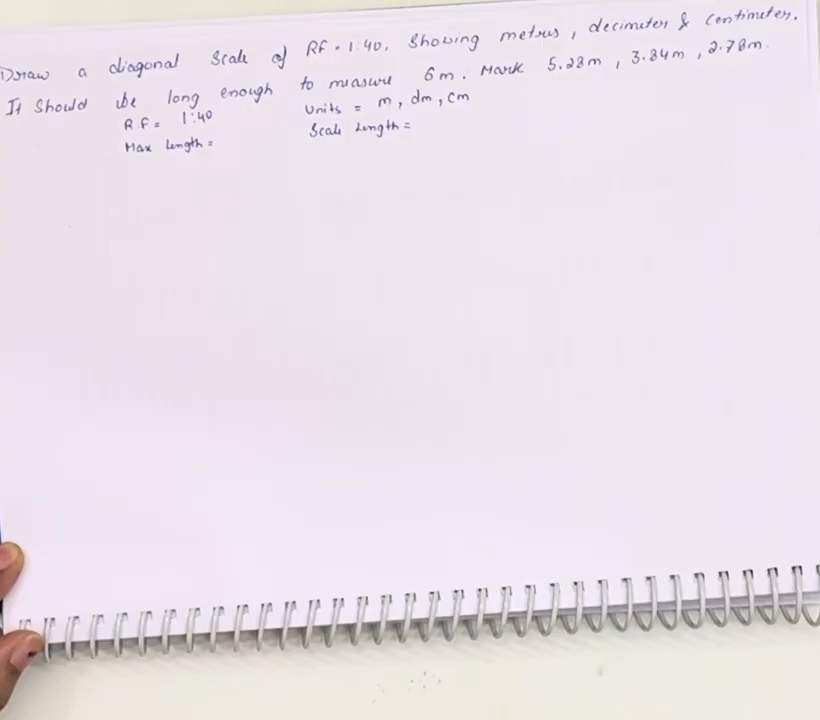 Draw a diagonal scale of RF = 1:40. Showing metres, decimeter & centimeter.
It Should be long enough to measure 6m. Mark 5.28m, 3.84m, 2.78m.
R.F = 1:40 Units = m, dm, cm
Max Length = Scale Length =